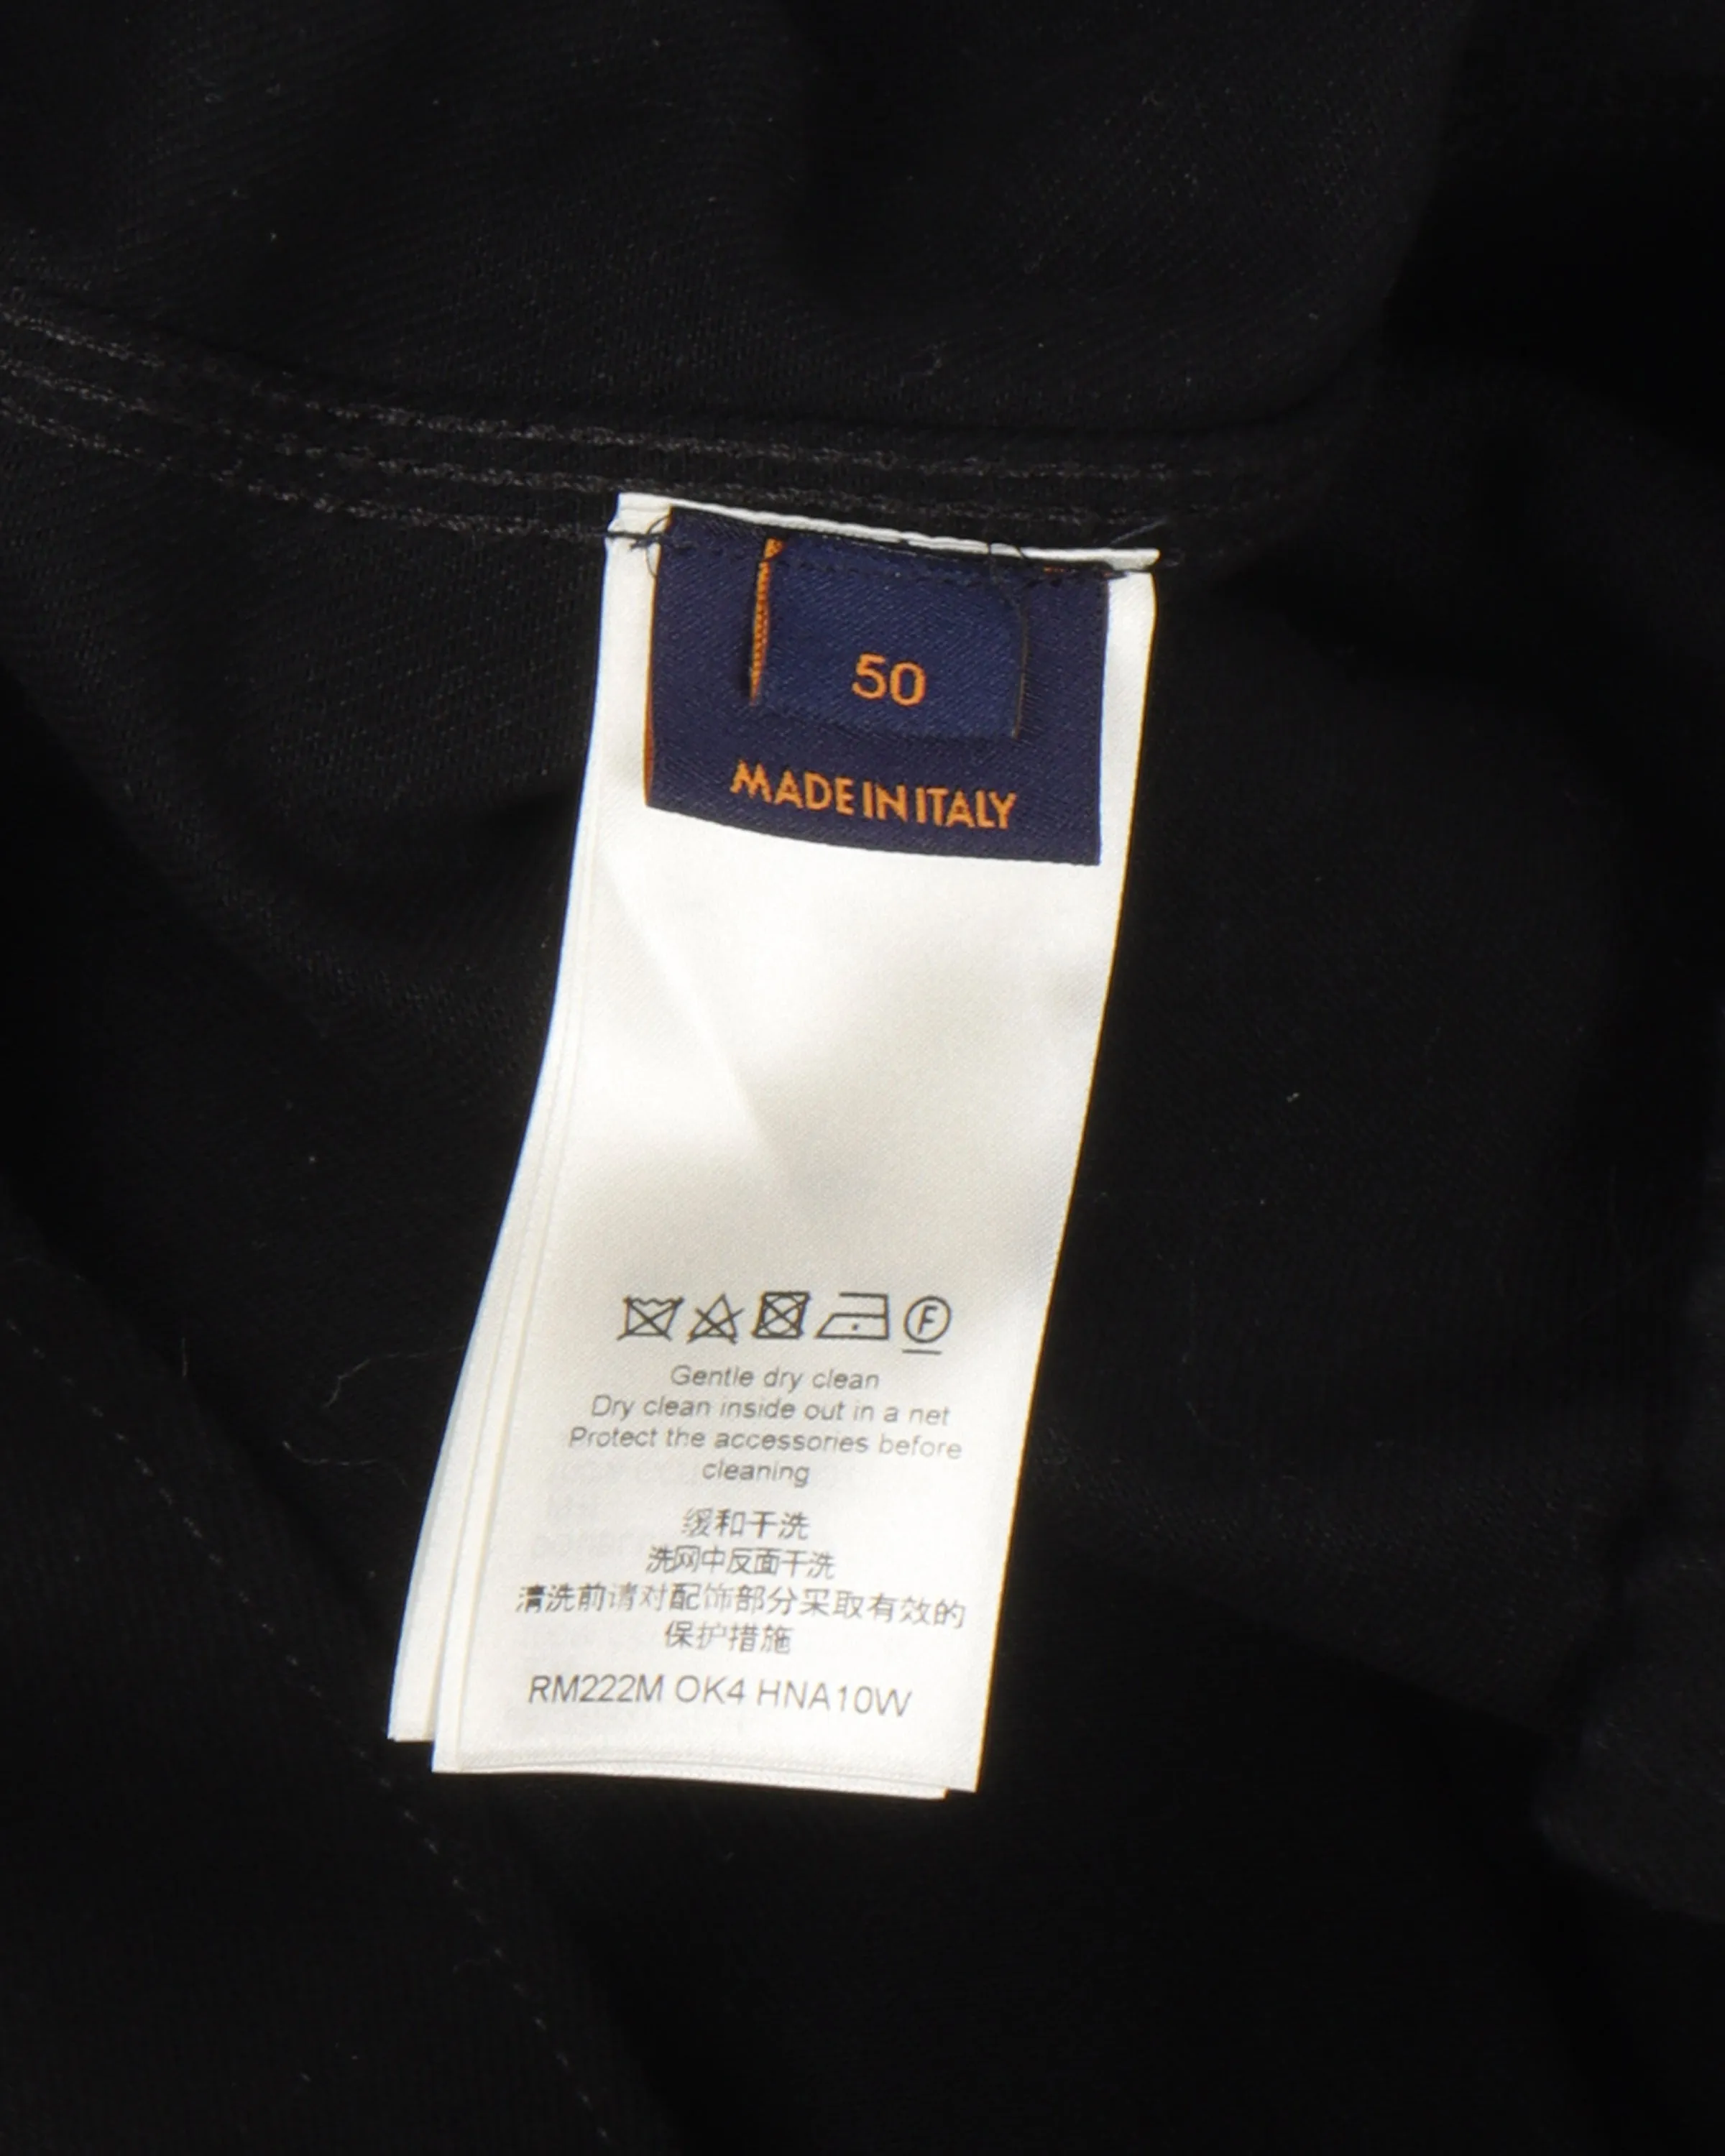 50
MADE IN ITALY
F
Gentle dry clean
Dry clean inside out in a net
Protect the accessories before
cleaning
缓和干洗
洗网中反面干洗
清洗前请对配饰部分采取有效的
保护措施
RM222M OK4 HNA10W